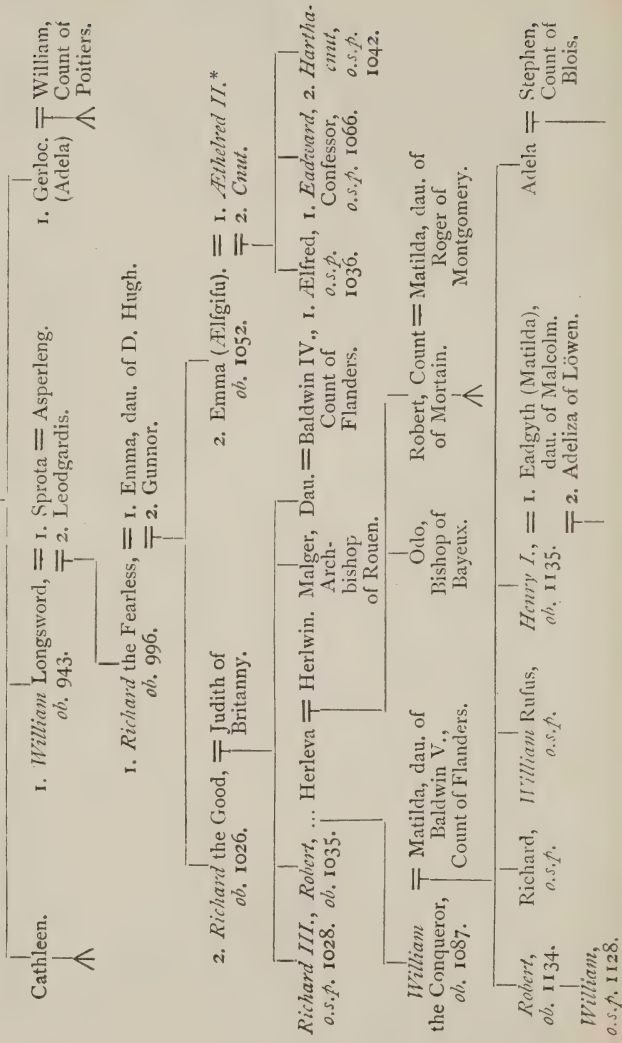 Cathleen.
1. William Longsword,
ob. 943.
1. Sprota = Asperleng.
2. Leodgardis.
1. Gerloc.
(Adela)
William,
Count of
Poitiers.
1. Richard the Fearless,
ob. 996.
1. Emma, dau. of D. Hugh.
2. Gunnor.
2. Richard the Good,
ob. 1026.
Judith of
Britanny.
2. Emma (Ælfgifu).
ob. 1052.
1. Æthelred II.*
2. Cnut.
Richard III.,
o.s.p. 1028.
Robert,
ob. 1035.
... Herleva
Herlwin.
Malger,
Arch-
bishop
of Rouen.
Dau. = Baldwin IV.,
Count of
Flanders.
1. Ælfred,
o.s.p.
1036.
1. Eadward,
Confessor,
o.s.p. 1066.
2. Hartha-
cnut,
o.s.p.
1042.
William
the Conqueror,
ob. 1087.
Matilda, dau. of
Baldwin V.,
Count of Flanders.
Odo,
Bishop of
Bayeux.
Robert, Count
of Mortain.
= Matilda, dau. of
Roger of
Montgomery.
Robert,
ob. 1134.
Richard,
o.s.p.
William Rufus,
o.s.p.
Henry I.,
ob. 1135.
1. Eadgyth (Matilda),
dau. of Malcolm.
2. Adeliza of Löwen.
Adela
Stephen,
Count of
Blois.
William,
o.s.p. 1128.